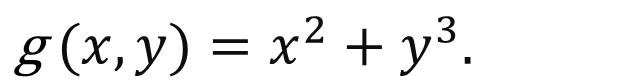 g(x, y) = x² + y³.